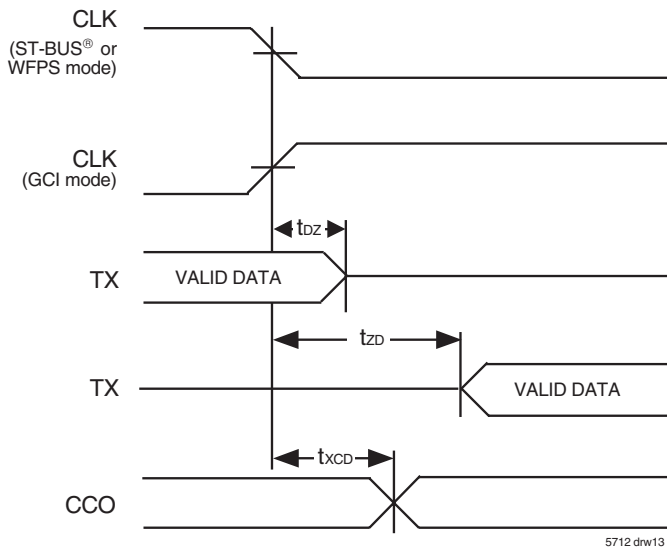 CLK
(ST-BUS® or
WFPS mode)
CLK
(GCI mode)
tDZ
TX
VALID DATA
tZD
TX
VALID DATA
tXCD
CCO
5712 drw13